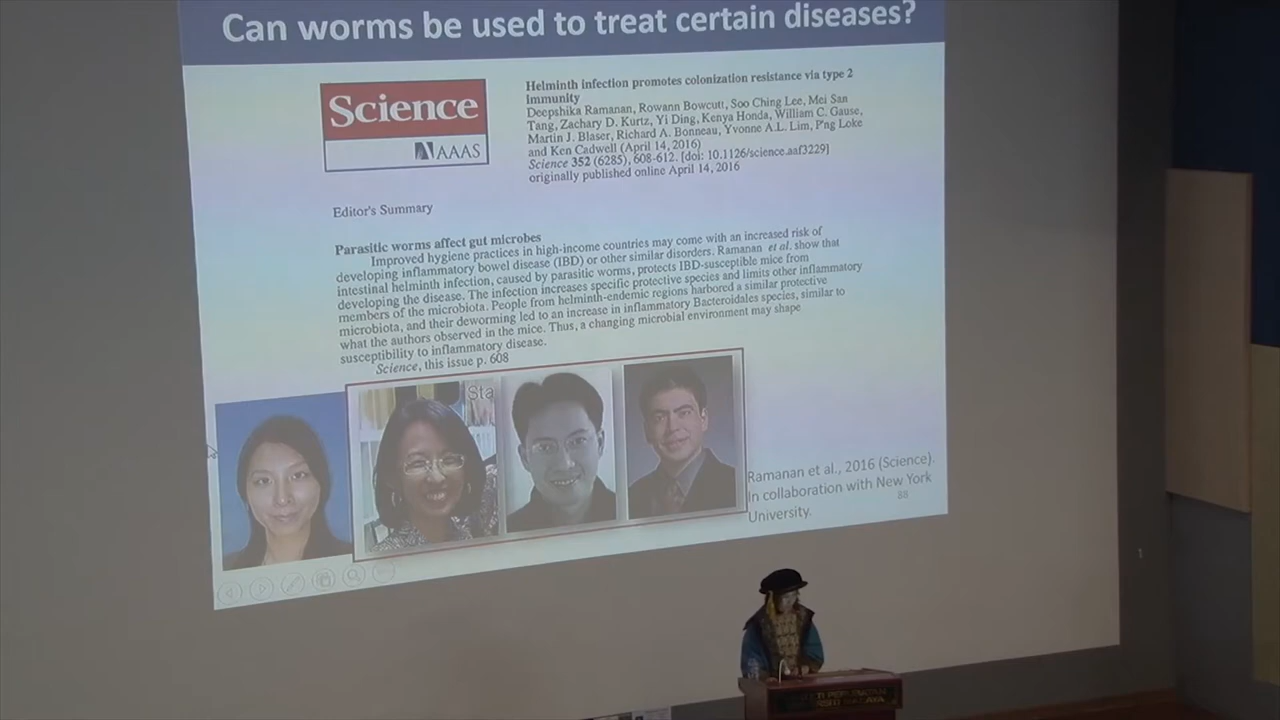 Can worms be used to treat certain diseases?
Science
AAAS
Helminth infection promotes colonization resistance via type 2
Immunity
Deepshika Ramanan, Rowann Bowcutt, Soo Ching Lee, Mei San
Tang, Zachary D. Kurtz, Yi Ding, Kenya Honda, William C. Gause,
Martin J. Blaser, Richard A. Bonneau, Yvonne A.L. Lim, P'ng Loke
and Ken Cadwell (April 14, 2016)
Science 352 (6285), 608-612. [doi: 10.1126/science.aaf3229]
originally published online April 14, 2016
Editor's Summary
Parasitic worms affect gut microbes
Improved hygiene practices in high-income countries may come with an increased risk of
developing inflammatory bowel disease (IBD) or other similar disorders. Ramanan et al. show that
intestinal helminth infection, caused by parasitic worms, protects IBD-susceptible mice from
developing the disease. The infection increases specific protective species and limits other inflammatory
members of the microbiota. People from helminth-endemic regions harbored a similar protective
microbiota, and their deworming led to an increase in inflammatory Bacteroidales species, similar to
what the authors observed in the mice. Thus, a changing microbial environment may shape
susceptibility to inflammatory disease.
Science, this issue p. 608
Sta
Ramanan et al., 2016 (Science).
In collaboration with New York
University.
88